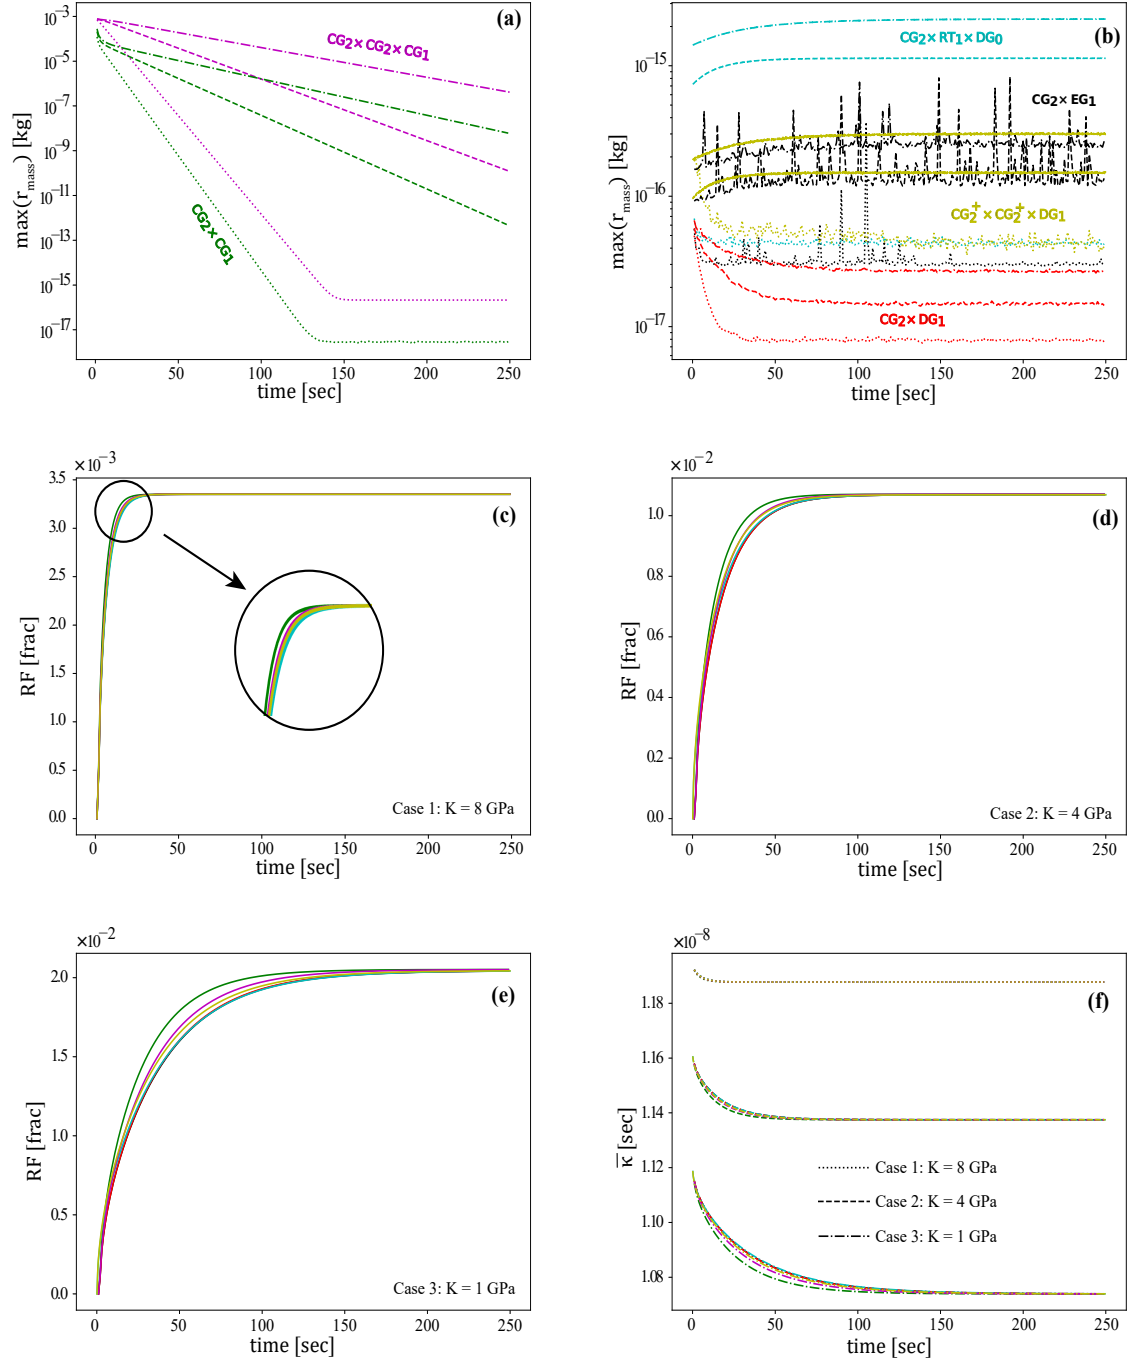 (a)
max(r_mass) [kg]
10⁻³
10⁻⁵
10⁻⁷
10⁻⁹
10⁻¹¹
10⁻¹³
10⁻¹⁵
10⁻¹⁷
CG₂×CG₂×CG₁
CG₂×CG₁
0 50 100 150 200 250
time [sec]
(b)
max(r_mass) [kg]
10⁻¹⁵
10⁻¹⁶
10⁻¹⁷
CG₂×RT₁×DG₀
CG₂×EG₁
CG₂⁺×CG₂⁺×DG₁
CG₂×DG₁
0 50 100 150 200 250
time [sec]
×10⁻³
(c)
RF [frac]
3.5
3.0
2.5
2.0
1.5
1.0
0.0
Case 1: K = 8 GPa
0 50 100 150 200 250
time [sec]
×10⁻²
(d)
RF [frac]
1.0
0.8
0.6
0.4
0.2
0.0
Case 2: K = 4 GPa
0 50 100 150 200 250
time [sec]
×10⁻²
(e)
RF [frac]
2.0
1.5
1.0
0.5
0.0
Case 3: K = 1 GPa
0 50 100 150 200 250
time [sec]
×10⁻⁸
(f)
κ̅ [sec]
1.18
1.16
1.14
1.12
1.10
1.08
Case 1: K = 8 GPa
Case 2: K = 4 GPa
Case 3: K = 1 GPa
0 50 100 150 200 250
time [sec]